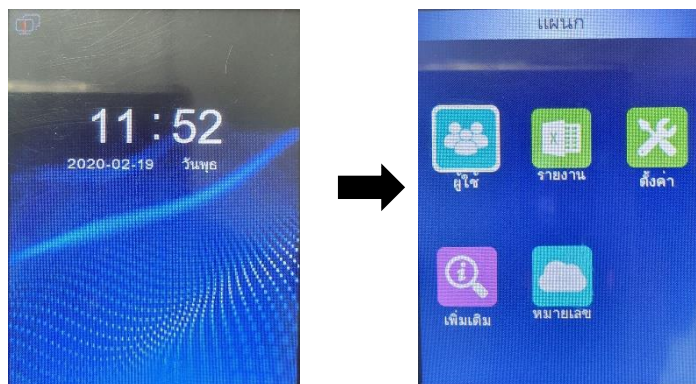 11:52
2020-02-19 วันพุธ
แผนก
ผู้ใช้ รายงาน ตั้งค่า
เพิ่มเติม หมายเลข